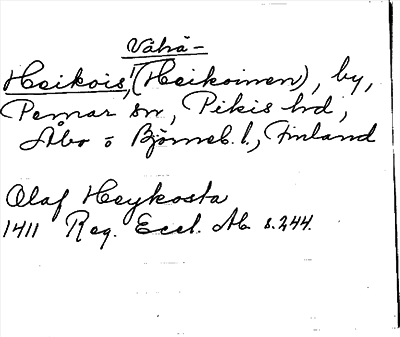 Vähä-
Heikois, (Heikoinen), by,
Pemar sn, Pikis hd,
Åbo o Björneb. l., Finland
Olaf Heykosta
1411 Reg. Eccl. Ab. s. 244.